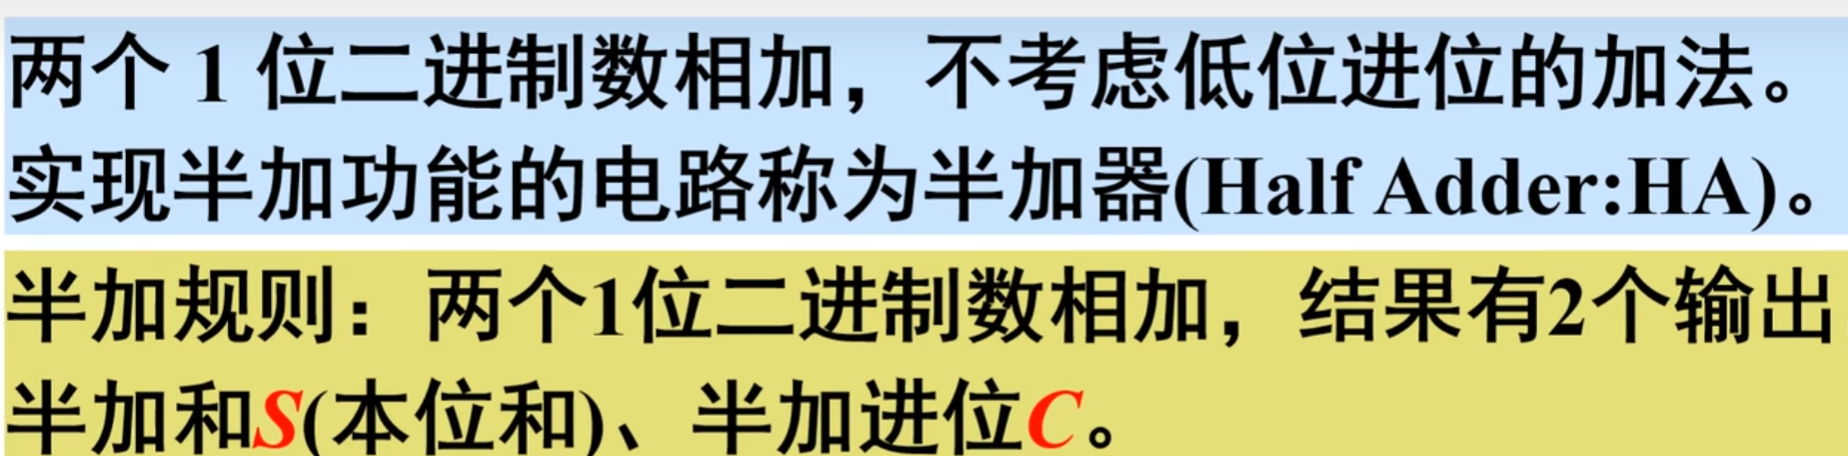 两个 1 位二进制数相加，不考虑低位进位的加法。
实现半加功能的电路称为半加器(Half Adder:HA)。
半加规则：两个1位二进制数相加，结果有2个输出
半加和S(本位和)、半加进位C。